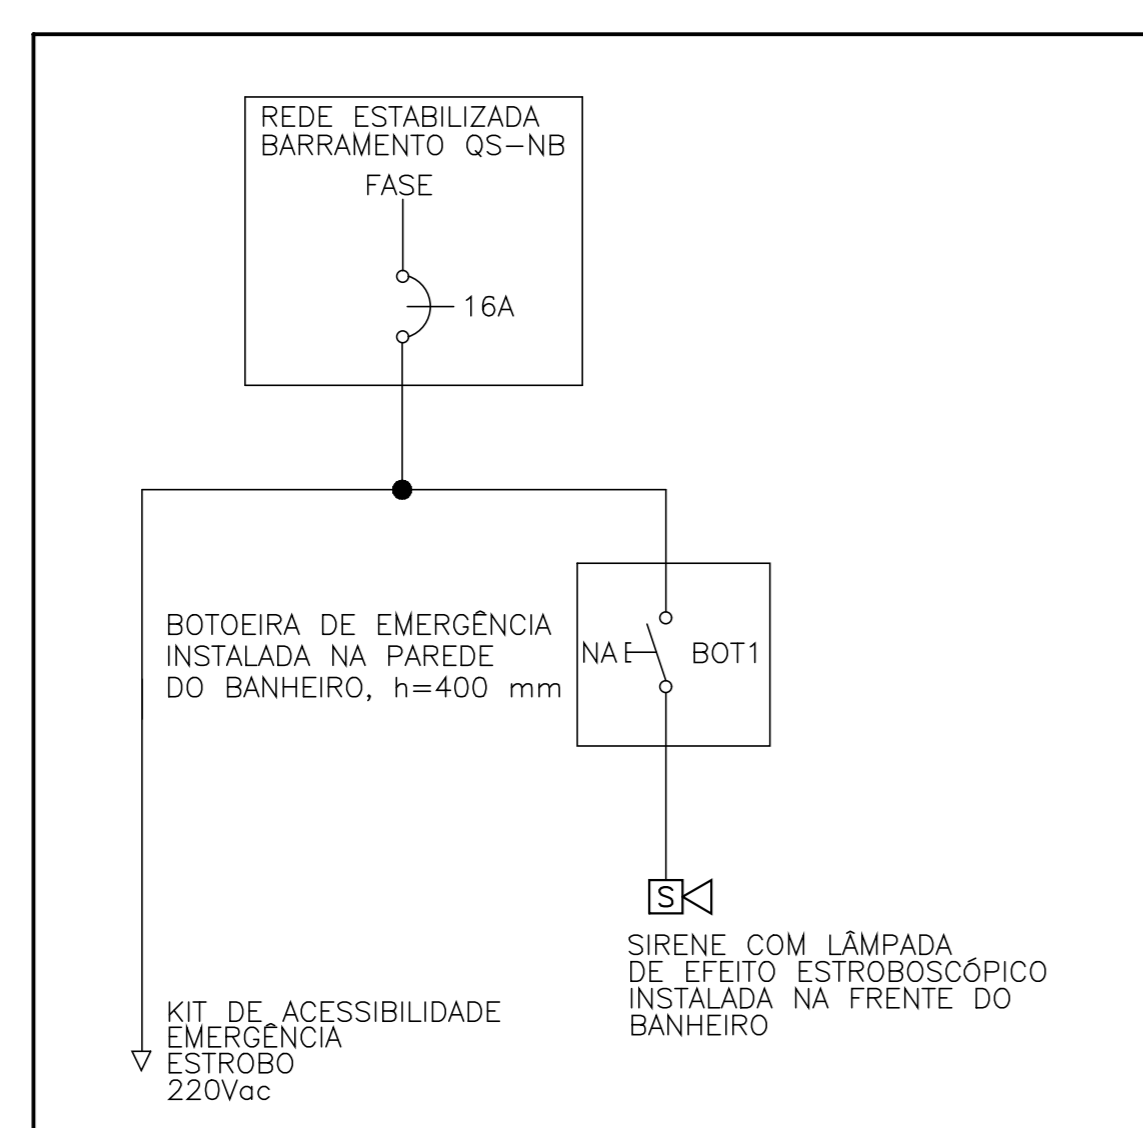 REDE ESTABILIZADA
BARRAMENTO QS-NB
FASE
16A
BOTOEIRA DE EMERGÊNCIA
INSTALADA NA PAREDE
DO BANHEIRO, h=400 mm
NA
BOT1
S
SIRENE COM LÂMPADA
DE EFEITO ESTROBOSCÓPICO
INSTALADA NA FRENTE DO
BANHEIRO
KIT DE ACESSIBILIDADE
EMERGÊNCIA
ESTROBO
220Vac